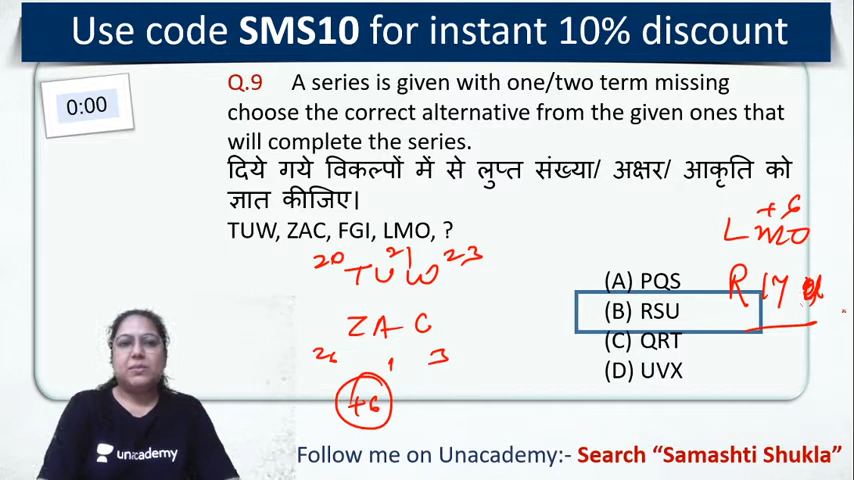 Use code SMS10 for instant 10% discount
0:00
Q.9 A series is given with one/two term missing
choose the correct alternative from the given ones that
will complete the series.
दिये गये विकल्पों में से लुप्त संख्या/ अक्षर/ आकृति को
ज्ञात कीजिए।
TUW, ZAC, FGI, LMO, ?
+6
LMO
20 T U 21 W 23
(A) PQS
R
(B) RSU
Z A C
(C) QRT
26 1 3
(D) UVX
+6
unacademy
Follow me on Unacademy:- Search “Samashti Shukla”